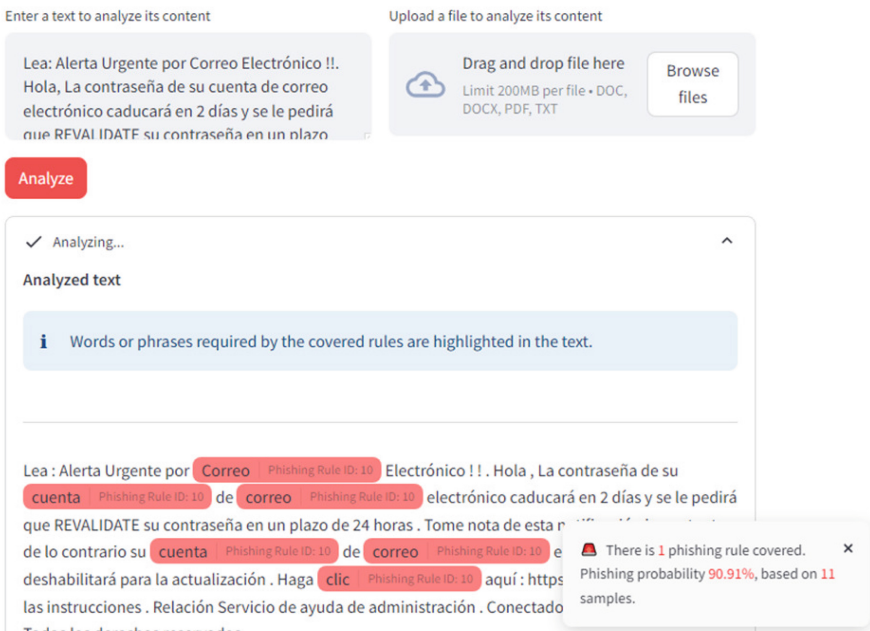 Enter a text to analyze its content
Upload a file to analyze its content
Lea: Alerta Urgente por Correo Electrónico !!.
Hola, La contraseña de su cuenta de correo
electrónico caducará en 2 días y se le pedirá
que REVALIDATE su contraseña en un plazo
Drag and drop file here
Limit 200MB per file • DOC,
DOCX, PDF, TXT
Browse
files
Analyze
Analyzing...
Analyzed text
Words or phrases required by the covered rules are highlighted in the text.
Lea : Alerta Urgente por Correo Phishing Rule ID: 10 Electrónico ! ! . Hola , La contraseña de su
cuenta Phishing Rule ID: 10 de correo Phishing Rule ID: 10 electrónico caducará en 2 días y se le pedirá
que REVALIDATE su contraseña en un plazo de 24 horas . Tome nota de esta
de lo contrario su cuenta Phishing Rule ID: 10 de correo Phishing Rule ID: 10 e
deshabilitará para la actualización . Haga clic Phishing Rule ID: 10 aquí : https
las instrucciones . Relación Servicio de ayuda de administración . Conectado
Todos los derechos reservados
There is 1 phishing rule covered.
Phishing probability 90.91%, based on 11
samples.